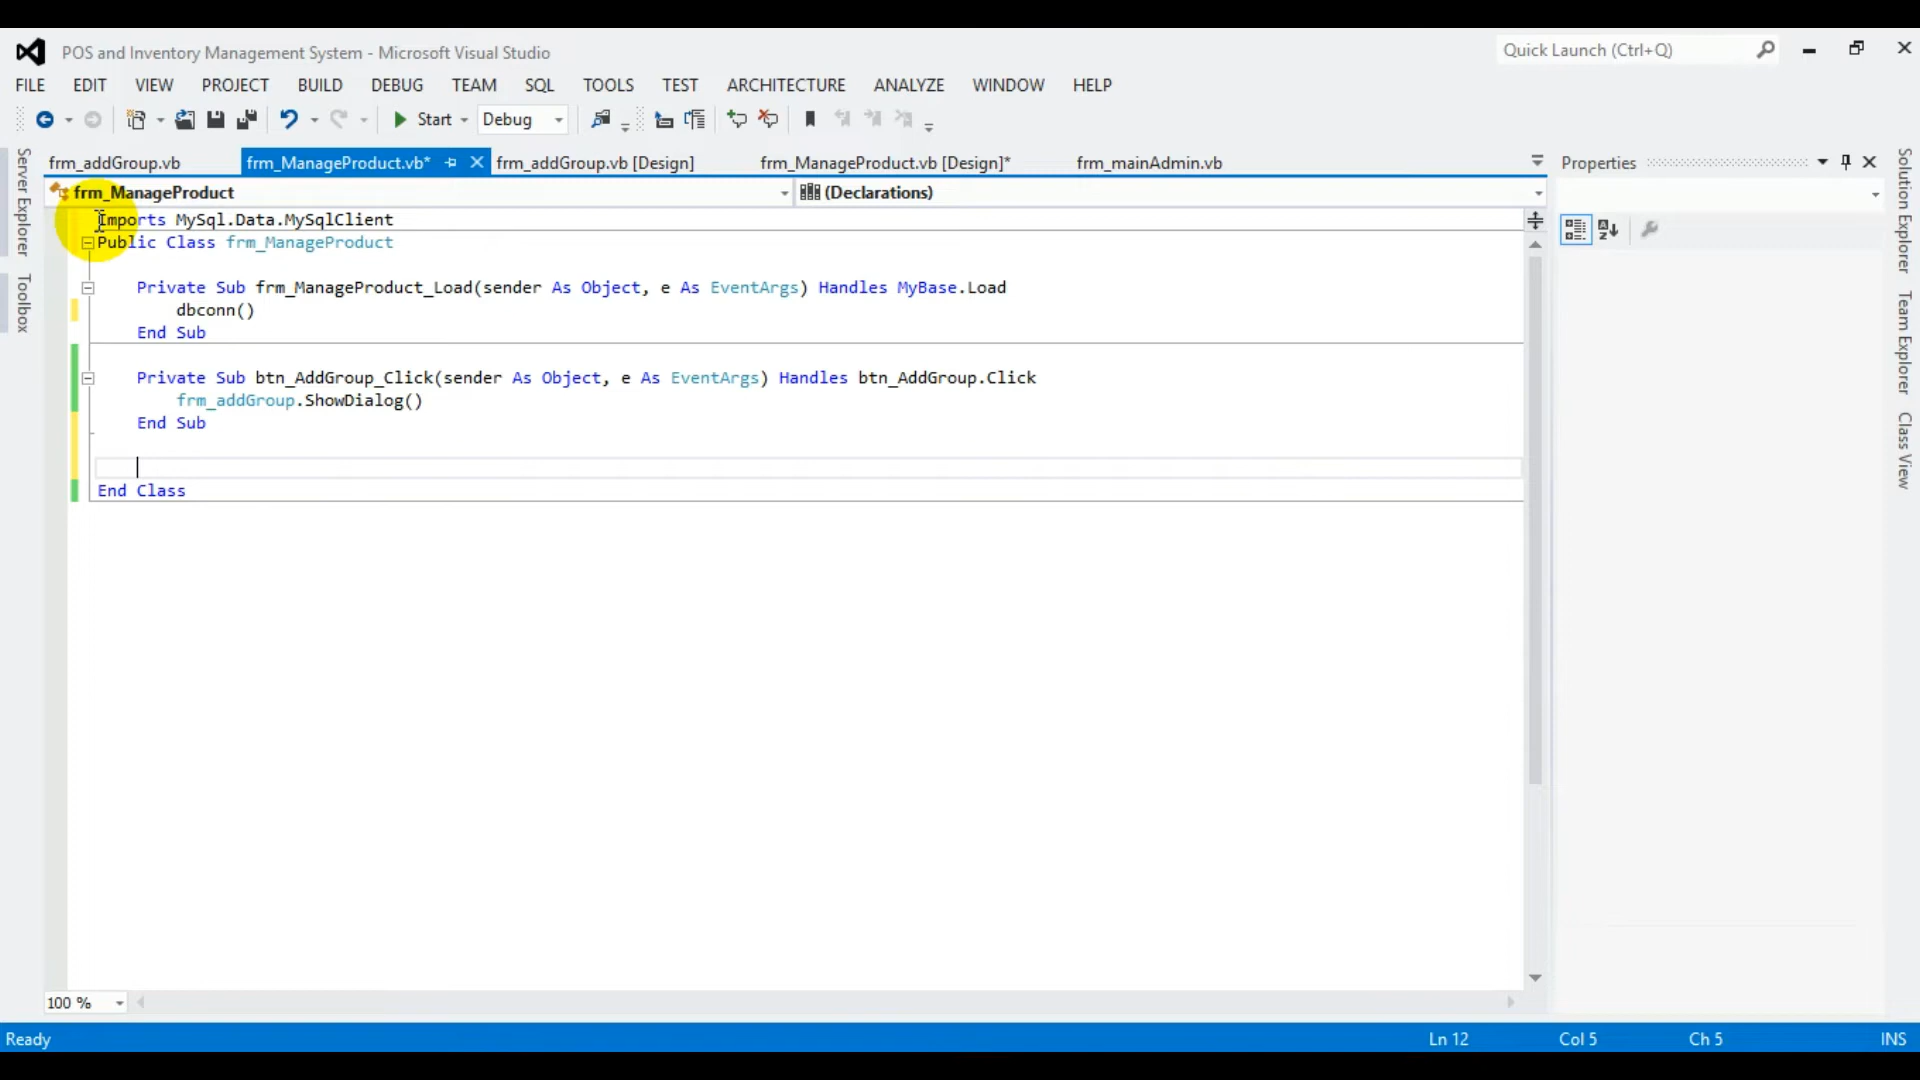 POS and Inventory Management System - Microsoft Visual Studio
Quick Launch (Ctrl+Q)
FILE EDIT VIEW PROJECT BUILD DEBUG TEAM SQL TOOLS TEST ARCHITECTURE ANALYZE WINDOW HELP
Start Debug
frm_addGroup.vb frm_ManageProduct.vb* frm_addGroup.vb [Design] frm_ManageProduct.vb [Design]* frm_mainAdmin.vb
Properties
frm_ManageProduct (Declarations)
Imports MySql.Data.MySqlClient
Public Class frm_ManageProduct
Private Sub frm_ManageProduct_Load(sender As Object, e As EventArgs) Handles MyBase.Load
dbconn()
End Sub
Private Sub btn_AddGroup_Click(sender As Object, e As EventArgs) Handles btn_AddGroup.Click
frm_addGroup.ShowDialog()
End Sub
End Class
Server Explorer
Toolbox
Solution Explorer
Team Explorer
Class View
100 %
Ready Ln 12 Col 5 Ch 5 INS